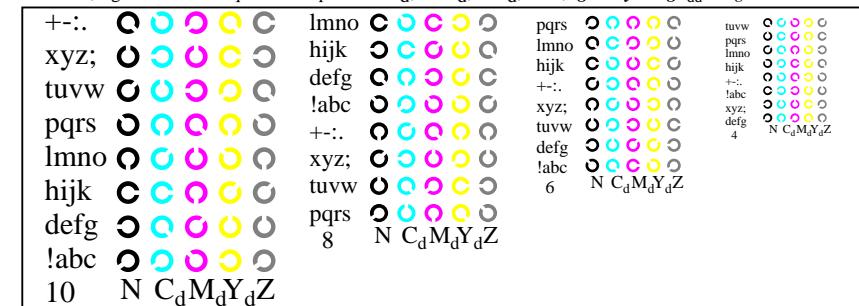 +-:.
xyz;
tuvw
pqrs
lmno
hijk
defg
!abc
10 N CdMdYdZ
lmno
hijk
defg
!abc
+-:.
xyz;
tuvw
pqrs
8 N CdMdYdZ
pqrs
lmno
hijk
+-:.
xyz;
tuvw
defg
!abc
6 N CdMdYdZ
tuvw
pqrs
lmno
hijk
+-:.
!abc
xyz;
defg
4 N CdMdYdZ